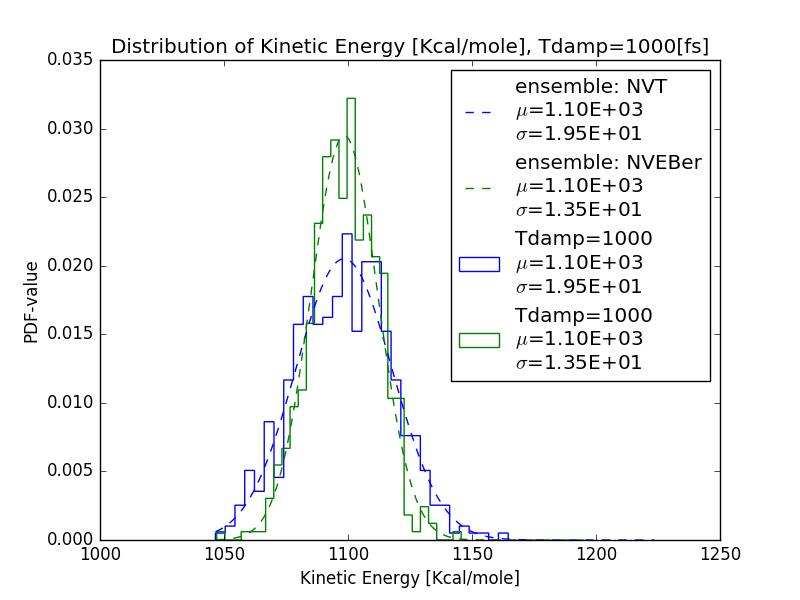 Distribution of Kinetic Energy [Kcal/mole], Tdamp=1000[fs]
0.035
0.030
0.025
0.020
0.015
0.010
0.005
0.000
PDF-value
ensemble: NVT
μ=1.10E+03
σ=1.95E+01
ensemble: NVEBer
μ=1.10E+03
σ=1.35E+01
Tdamp=1000
μ=1.10E+03
σ=1.95E+01
Tdamp=1000
μ=1.10E+03
σ=1.35E+01
1000 1050 1100 1150 1200 1250
Kinetic Energy [Kcal/mole]